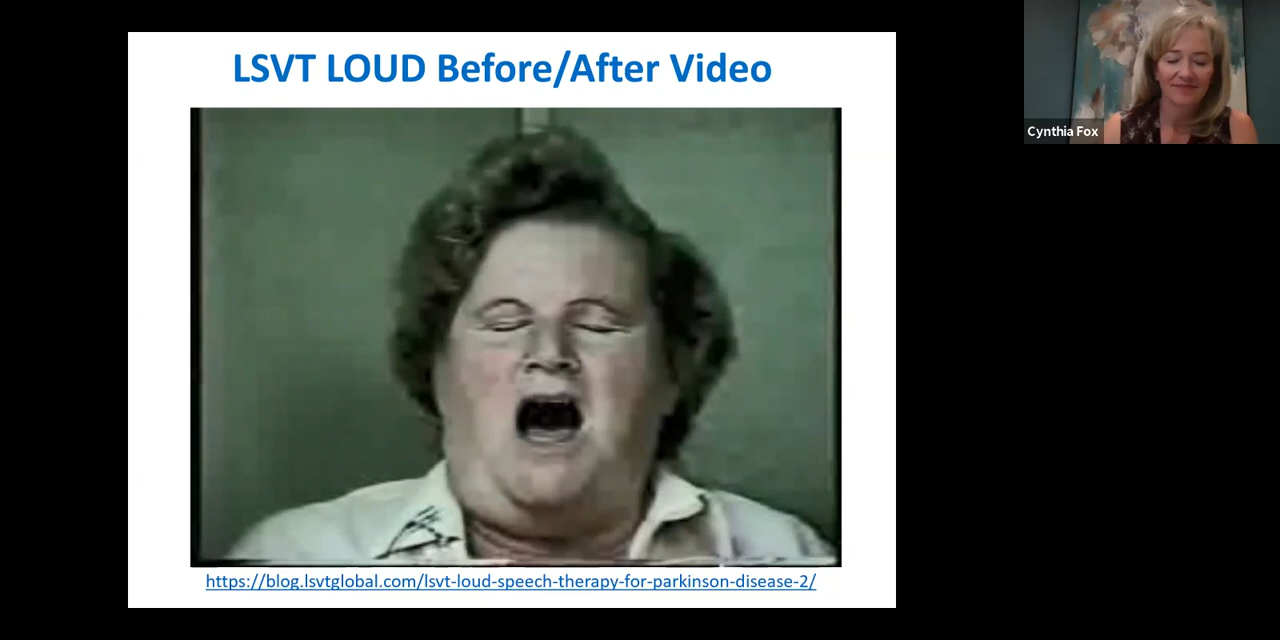 LSVT LOUD Before/After Video
Cynthia Fox
https://blog.lsvtglobal.com/lsvt-loud-speech-therapy-for-parkinson-disease-2/